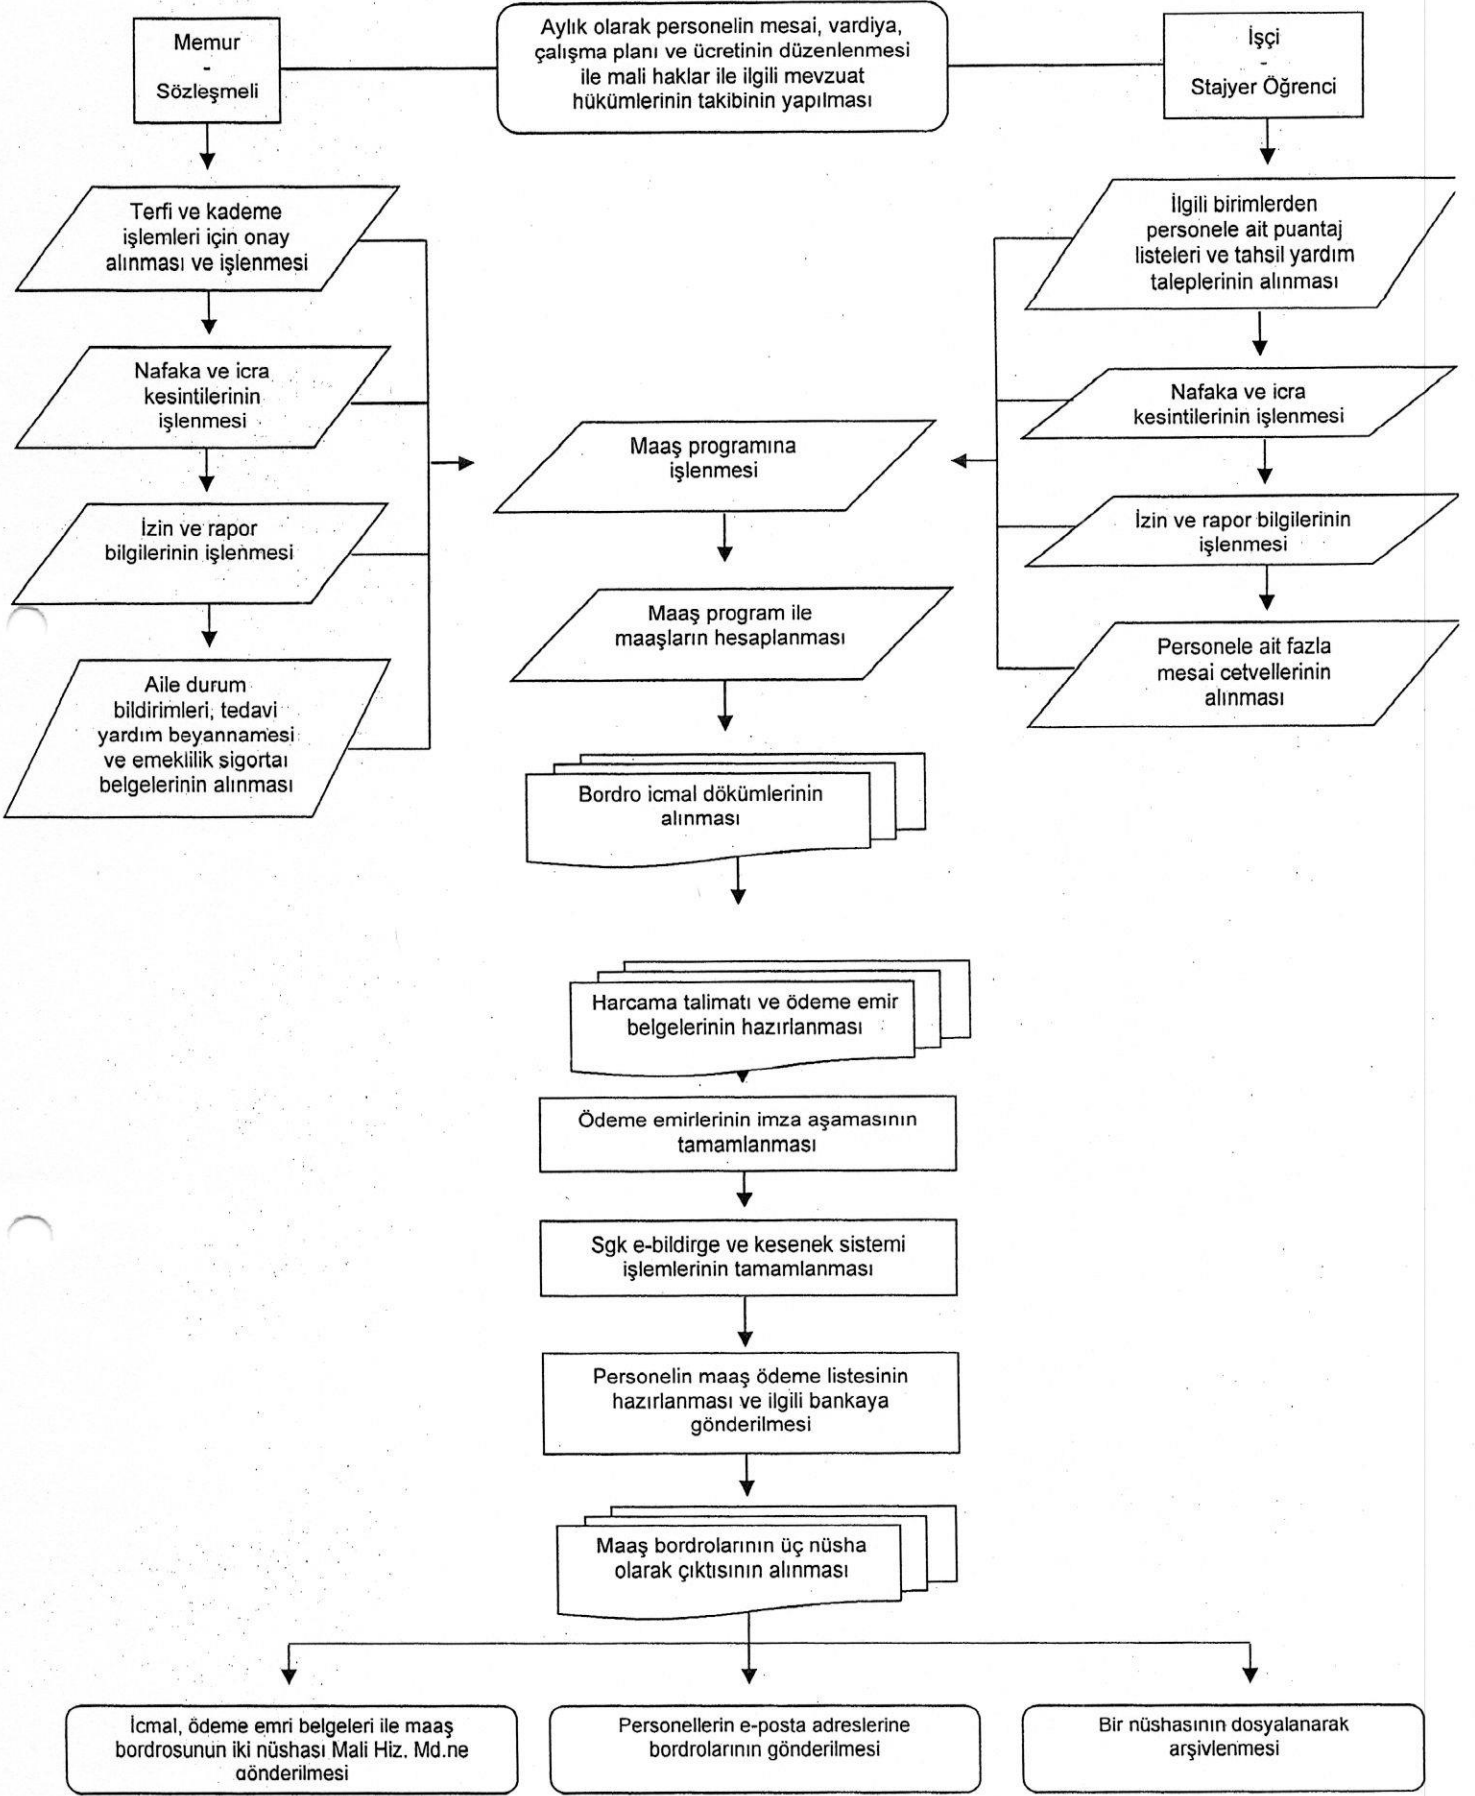 Memur
-
Sözleşmeli
Aylık olarak personelin mesai, vardiya,
çalışma planı ve ücretinin düzenlenmesi
ile mali haklar ile ilgili mevzuat
hükümlerinin takibinin yapılması
İşçi
-
Stajyer Öğrenci
Terfi ve kademe
işlemleri için onay
alınması ve işlenmesi
Nafaka ve icra
kesintilerinin
işlenmesi
İzin ve rapor
bilgilerinin işlenmesi
Aile durum
bildirimleri, tedavi
yardım beyannamesi
ve emeklilik sigortaı
belgelerinin alınması
İlgili birimlerden
personele ait puantaj
listeleri ve tahsil yardım
taleplerinin alınması
Nafaka ve icra
kesintilerinin işlenmesi
İzin ve rapor bilgilerinin
işlenmesi
Personele ait fazla
mesai cetvellerinin
alınması
Maaş programına
işlenmesi
Maaş program ile
maaşların hesaplanması
Bordro icmal dökümlerinin
alınması
Harcama talimatı ve ödeme emir
belgelerinin hazırlanması
Ödeme emirlerinin imza aşamasının
tamamlanması
Sgk e-bildirge ve kesenek sistemi
işlemlerinin tamamlanması
Personelin maaş ödeme listesinin
hazırlanması ve ilgili bankaya
gönderilmesi
Maaş bordrolarının üç nüsha
olarak çıktısının alınması
İcmal, ödeme emri belgeleri ile maaş
bordrosunun iki nüshası Mali Hiz. Md.ne
gönderilmesi
Personellerin e-posta adreslerine
bordrolarının gönderilmesi
Bir nüshasının dosyalanarak
arşivlenmesi